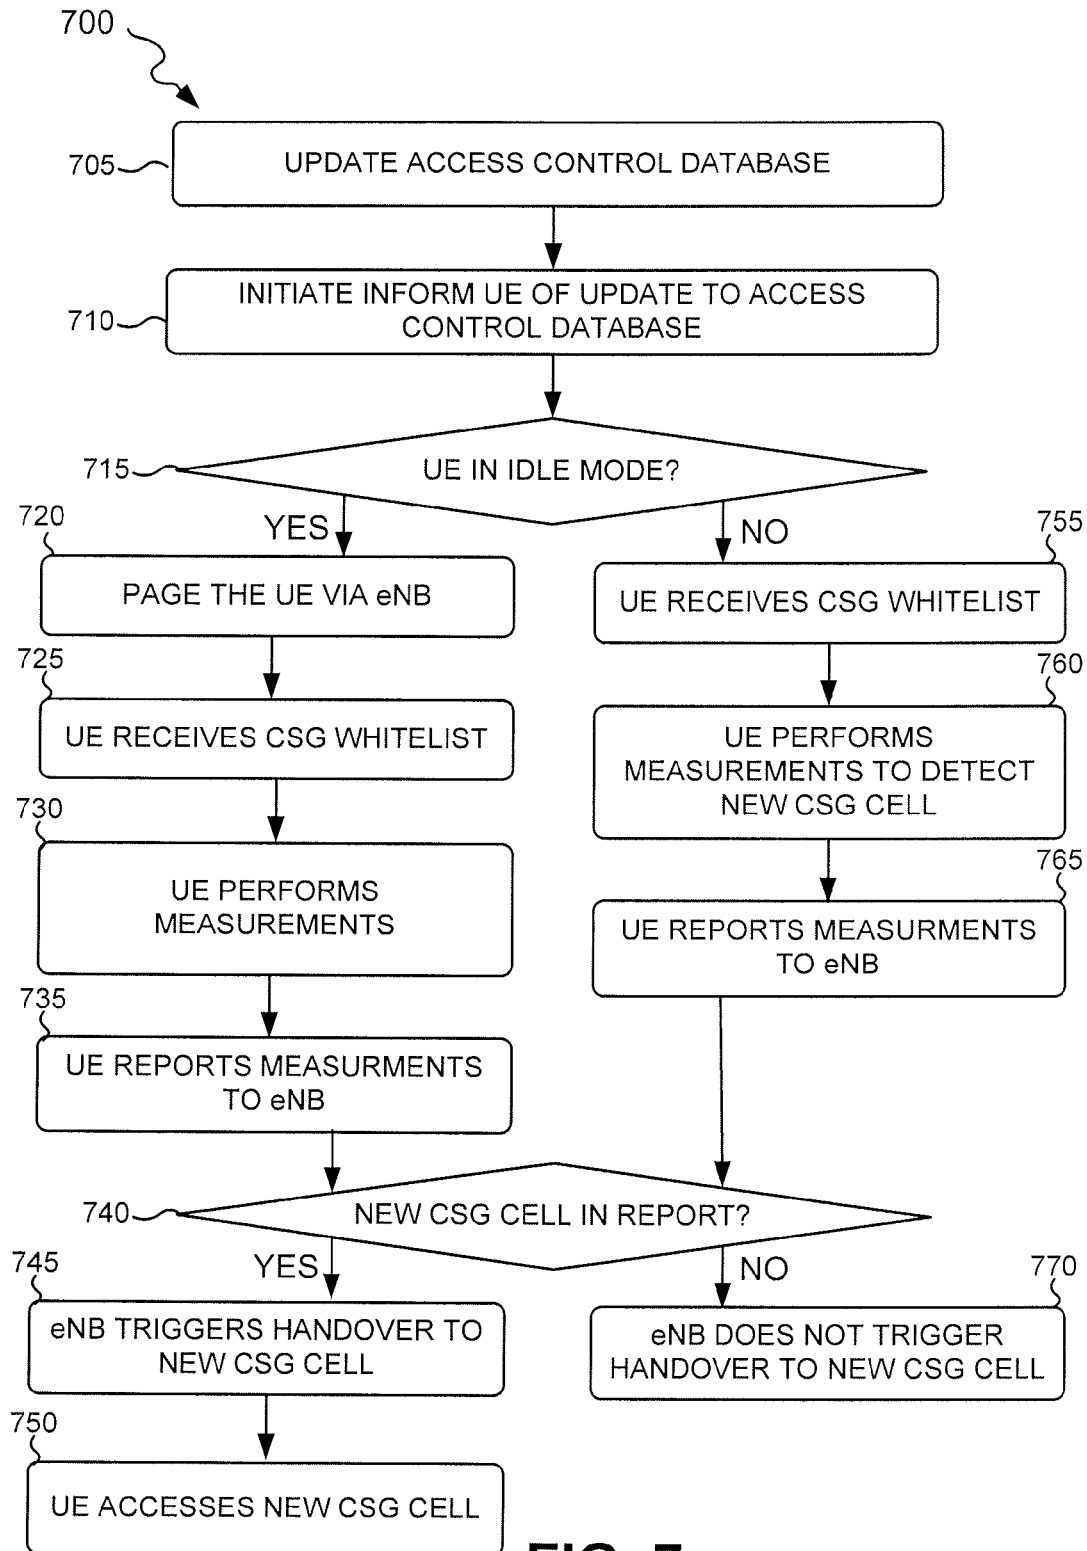 700
705
UPDATE ACCESS CONTROL DATABASE
710
INITIATE INFORM UE OF UPDATE TO ACCESS
CONTROL DATABASE
715
UE IN IDLE MODE?
YES
NO
720
PAGE THE UE VIA eNB
725
UE RECEIVES CSG WHITELIST
730
UE PERFORMS
MEASUREMENTS
735
UE REPORTS MEASURMENTS
TO eNB
755
UE RECEIVES CSG WHITELIST
760
UE PERFORMS
MEASUREMENTS TO DETECT
NEW CSG CELL
765
UE REPORTS MEASURMENTS
TO eNB
740
NEW CSG CELL IN REPORT?
YES
NO
745
eNB TRIGGERS HANDOVER TO
NEW CSG CELL
750
UE ACCESSES NEW CSG CELL
770
eNB DOES NOT TRIGGER
HANDOVER TO NEW CSG CELL